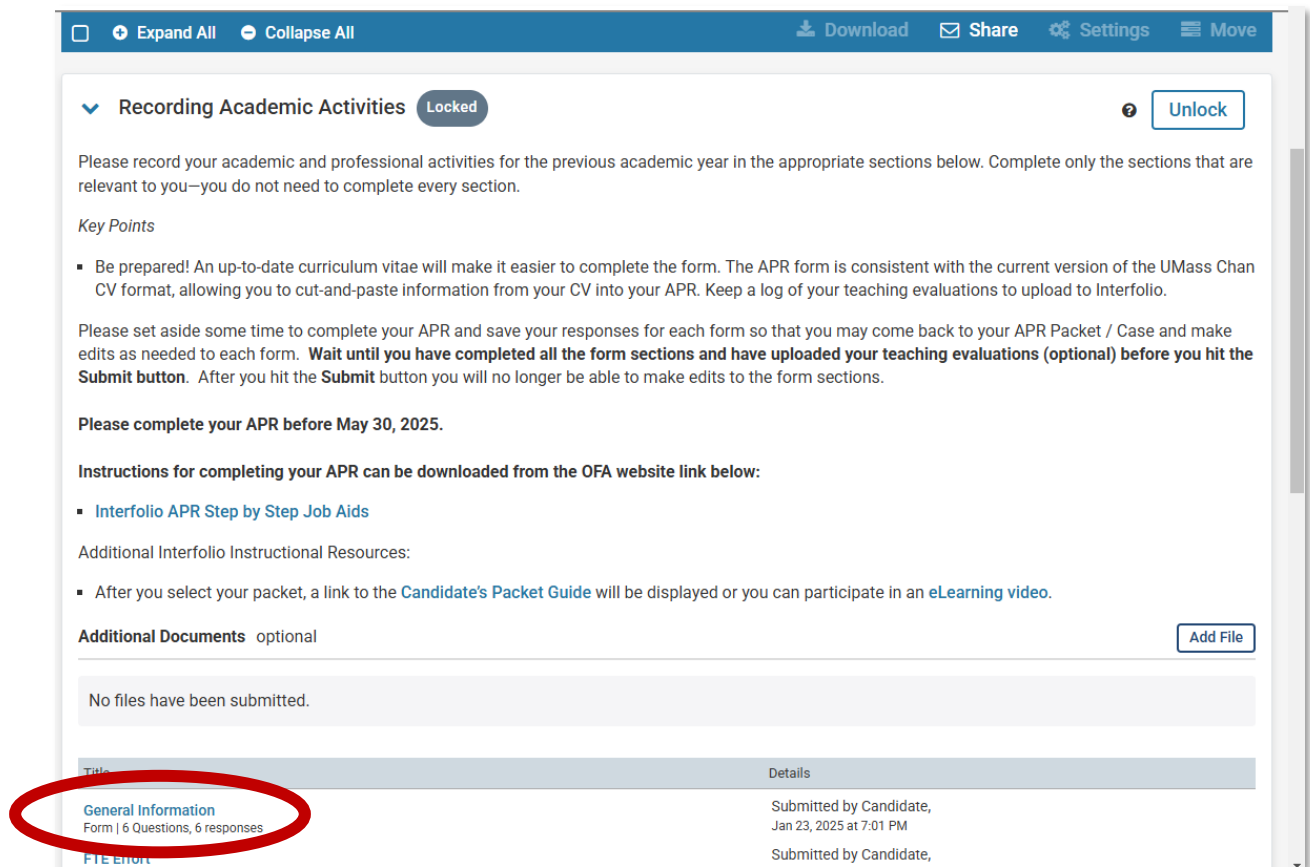 Expand All Collapse All Download Share Settings Move
Recording Academic Activities Locked Unlock
Please record your academic and professional activities for the previous academic year in the appropriate sections below. Complete only the sections that are
relevant to you—you do not need to complete every section.
Key Points
▪ Be prepared! An up-to-date curriculum vitae will make it easier to complete the form. The APR form is consistent with the current version of the UMass Chan
CV format, allowing you to cut-and-paste information from your CV into your APR. Keep a log of your teaching evaluations to upload to Interfolio.
Please set aside some time to complete your APR and save your responses for each form so that you may come back to your APR Packet / Case and make
edits as needed to each form. Wait until you have completed all the form sections and have uploaded your teaching evaluations (optional) before you hit the
Submit button. After you hit the Submit button you will no longer be able to make edits to the form sections.
Please complete your APR before May 30, 2025.
Instructions for completing your APR can be downloaded from the OFA website link below:
▪ Interfolio APR Step by Step Job Aids
Additional Interfolio Instructional Resources:
▪ After you select your packet, a link to the Candidate's Packet Guide will be displayed or you can participate in an eLearning video.
Additional Documents optional Add File
No files have been submitted.
Title Details
General Information Submitted by Candidate,
Form | 6 Questions, 6 responses Jan 23, 2025 at 7:01 PM
FTE Effort Submitted by Candidate,